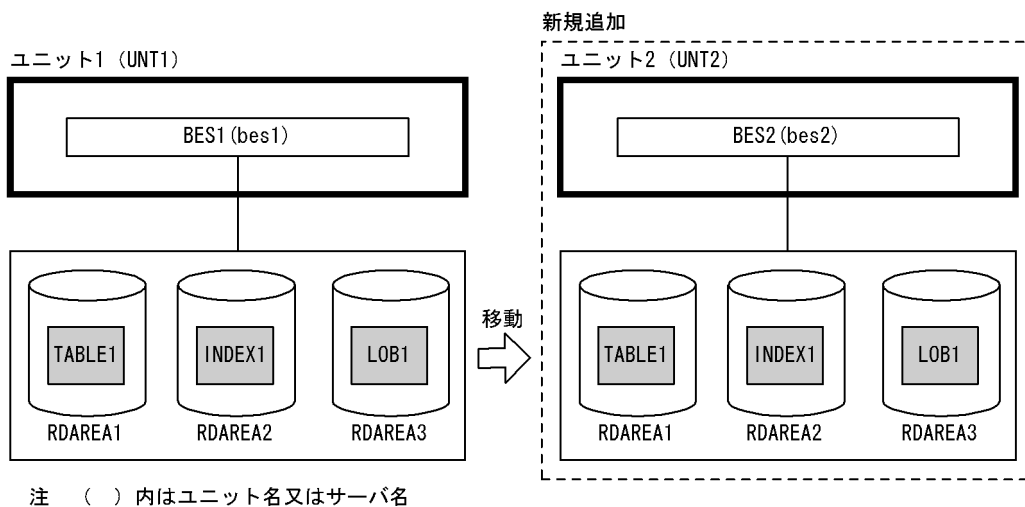 新規追加
ユニット1（UNT1）
ユニット2（UNT2）
BES1(bes1)
BES2(bes2)
移動
TABLE1
INDEX1
LOB1
TABLE1
INDEX1
LOB1
RDAREA1
RDAREA2
RDAREA3
RDAREA1
RDAREA2
RDAREA3
注　（　）内はユニット名又はサーバ名